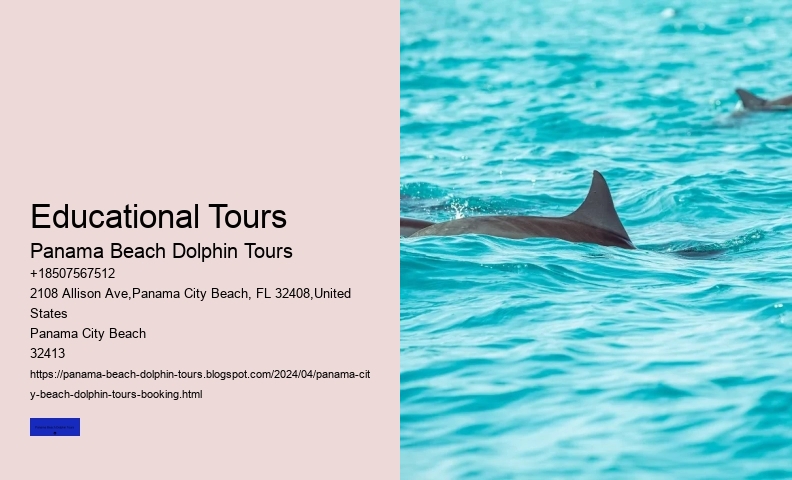 Educational Tours
Panama Beach Dolphin Tours
+18507567512
2108 Allison Ave,Panama City Beach, FL 32408,United
States
Panama City Beach
32413
https://panama-beach-dolphin-tours.blogspot.com/2024/04/panama-cit
y-beach-dolphin-tours-booking.html